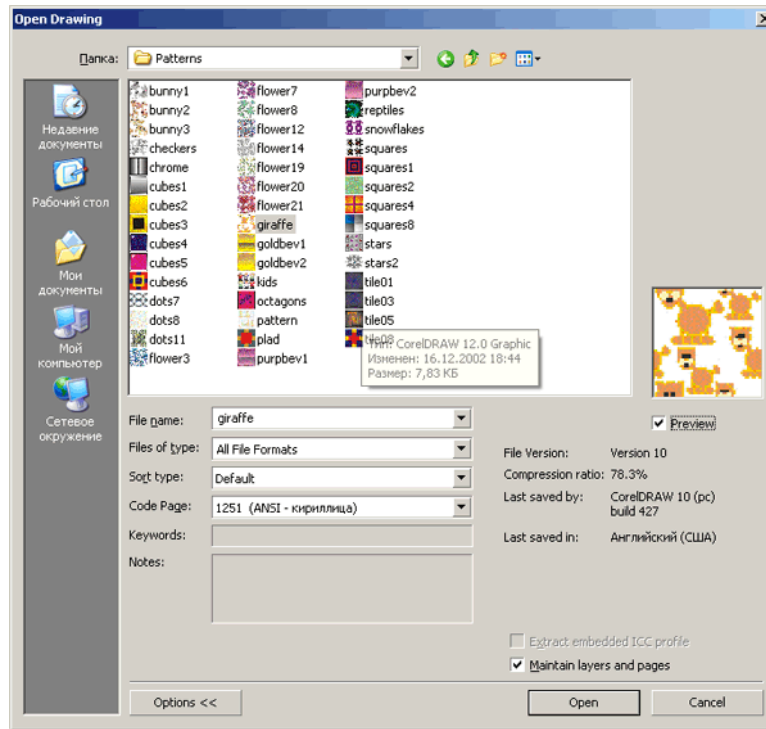 Open Drawing
Папка: Patterns
Недавние
документы
Рабочий стол
Мои
документы
Мой
компьютер
Сетевое
окружение
bunny1
bunny2
bunny3
checkers
chrome
cubes1
cubes2
cubes3
cubes4
cubes5
cubes6
dots7
dots8
dots11
flower3
flower7
flower8
flower12
flower14
flower19
flower20
flower21
giraffe
goldbev1
goldbev2
kids
octagons
pattern
plad
purpbev1
purpbev2
reptiles
snowflakes
squares
squares1
squares2
squares4
squares8
stars
stars2
tile01
tile03
tile05
Тип: CorelDRAW 12.0 Graphic
Изменен: 16.12.2002 18:44
Размер: 7,83 КБ
File name: giraffe
Files of type: All File Formats
Sort type: Default
Code Page: 1251 (ANSI - кириллица)
Keywords:
Notes:
Preview
File Version: Version 10
Compression ratio: 78.3%
Last saved by: CorelDRAW 10 (pc)
build 427
Last saved in: Английский (США)
Extract embedded ICC profile
Maintain layers and pages
Options <<
Open
Cancel